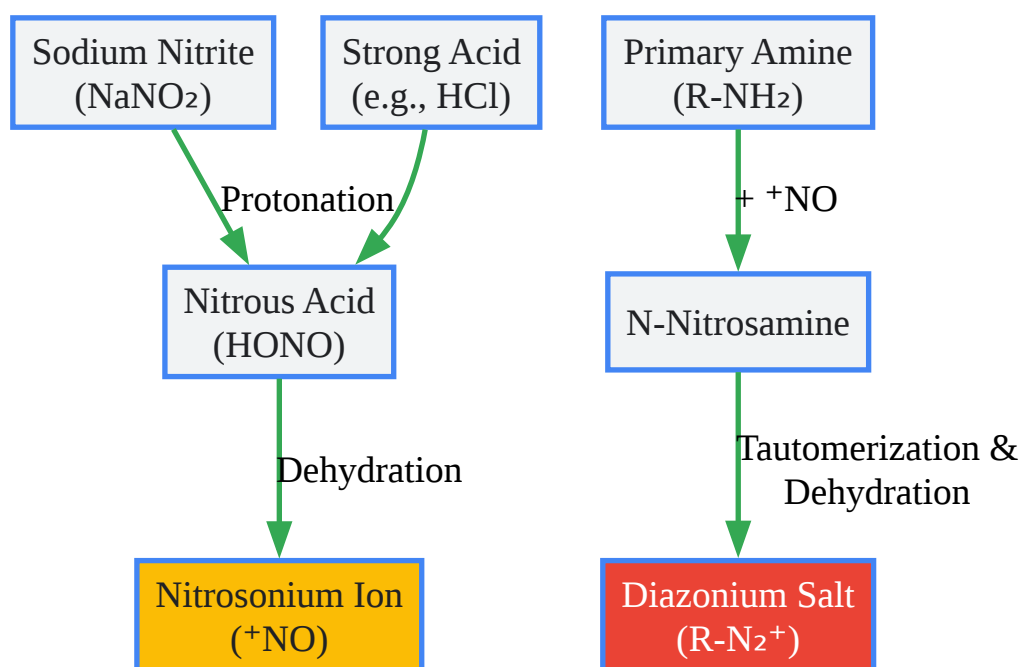 Sodium Nitrite
(NaNO₂)
Strong Acid
(e.g., HCl)
Primary Amine
(R-NH₂)
Protonation
+ ⁺NO
Nitrous Acid
(HONO)
N-Nitrosamine
Dehydration
Tautomerization &
Dehydration
Nitrosonium Ion
(⁺NO)
Diazonium Salt
(R-N₂⁺)